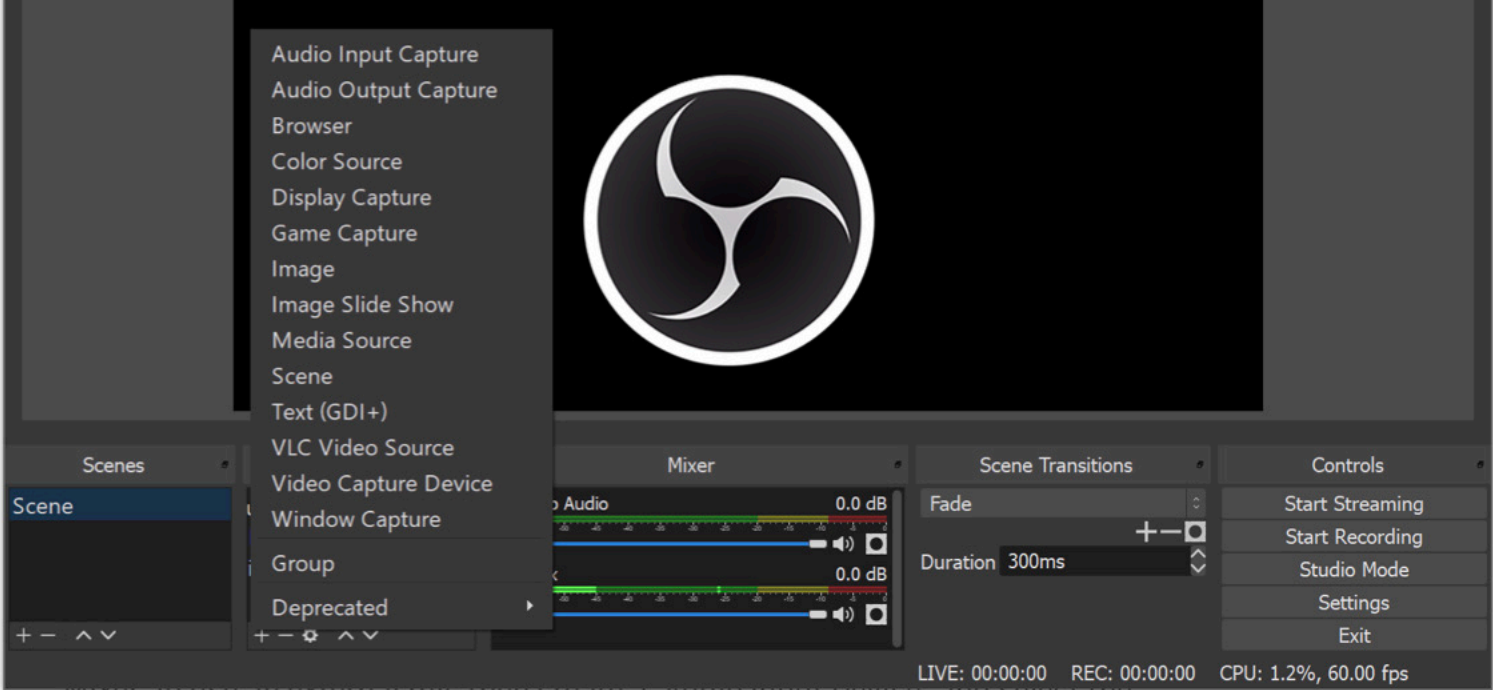 Audio Input Capture
Audio Output Capture
Browser
Color Source
Display Capture
Game Capture
Image
Image Slide Show
Media Source
Scene
Text (GDI+)
VLC Video Source
Video Capture Device
Window Capture
Group
Deprecated
Scenes
Scene
Mixer
Audio
0.0 dB
0.0 dB
Scene Transitions
Fade
Duration 300ms
Controls
Start Streaming
Start Recording
Studio Mode
Settings
Exit
LIVE: 00:00:00 REC: 00:00:00 CPU: 1.2%, 60.00 fps